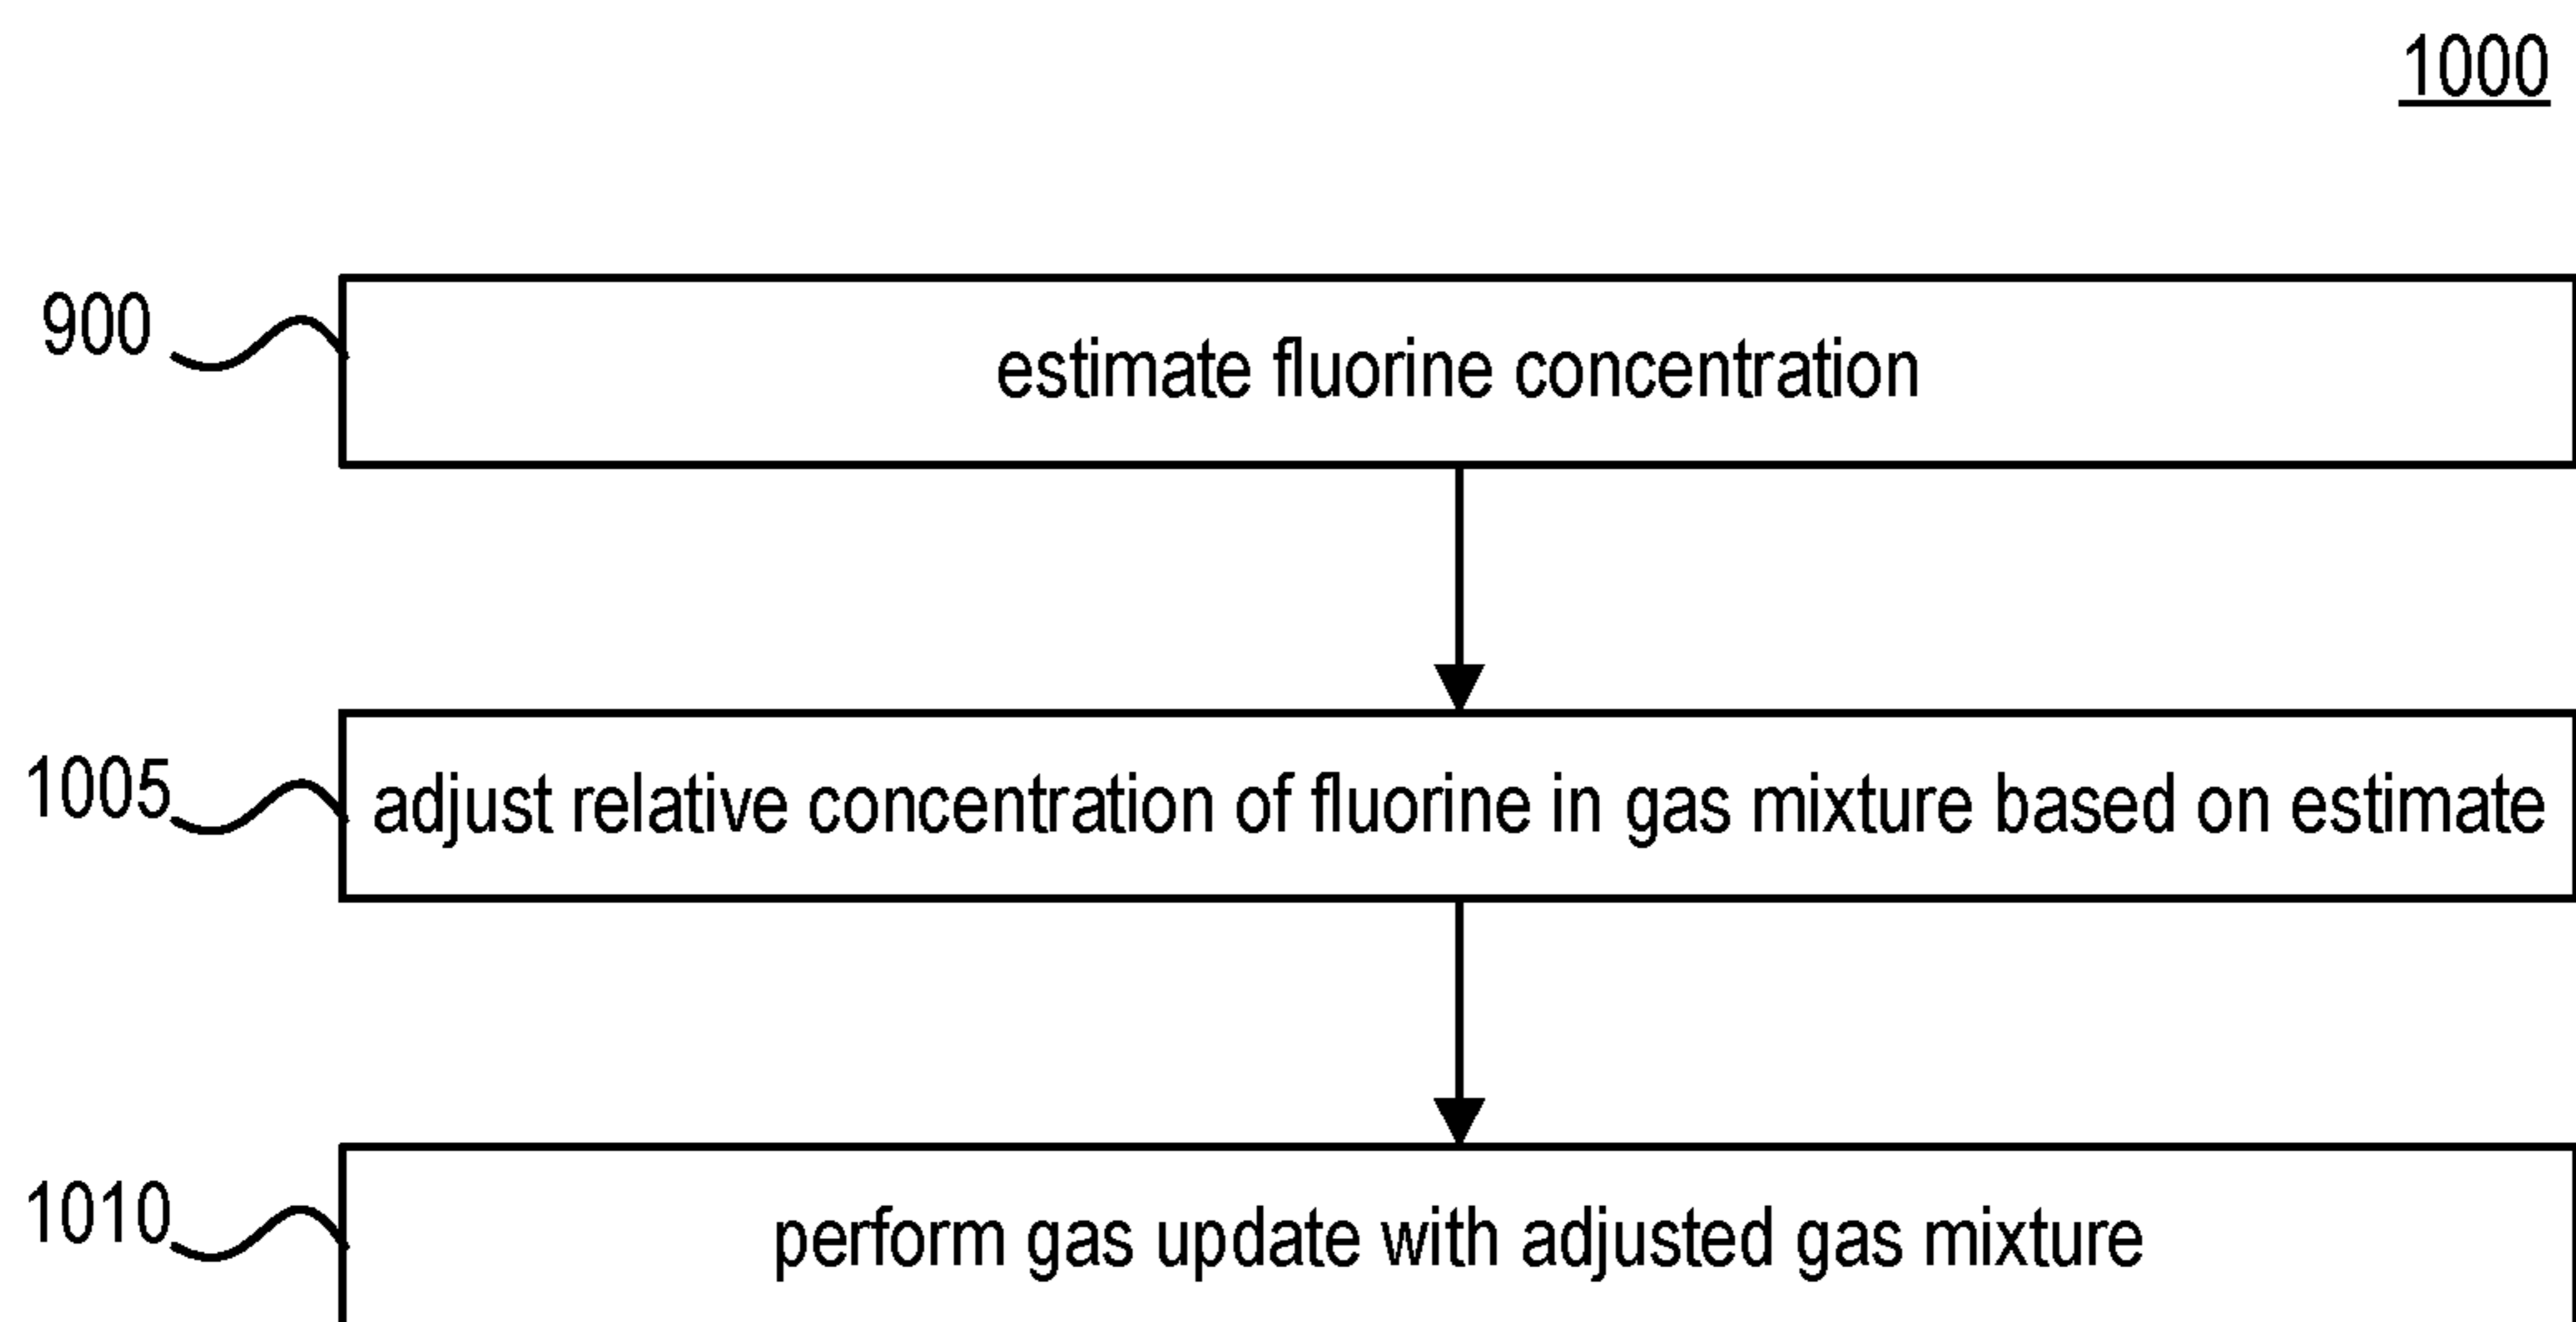 1000
900
estimate fluorine concentration
1005
adjust relative concentration of fluorine in gas mixture based on estimate
1010
perform gas update with adjusted gas mixture